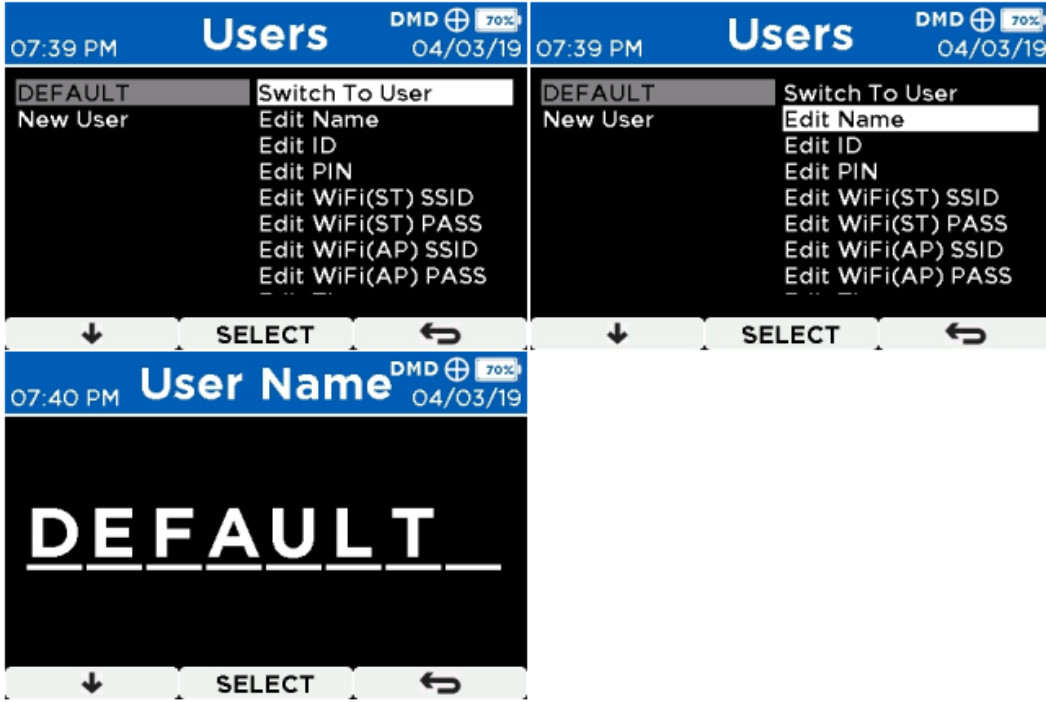 Users
DMD 70%
07:39 PM
04/03/19
DEFAULT
New User
Switch To User
Edit Name
Edit ID
Edit PIN
Edit WiFi(ST) SSID
Edit WiFi(ST) PASS
Edit WiFi(AP) SSID
Edit WiFi(AP) PASS
SELECT
Users
DMD 70%
07:39 PM
04/03/19
DEFAULT
New User
Switch To User
Edit Name
Edit ID
Edit PIN
Edit WiFi(ST) SSID
Edit WiFi(ST) PASS
Edit WiFi(AP) SSID
Edit WiFi(AP) PASS
SELECT
User Name
DMD 70%
07:40 PM
04/03/19
DEFAULT
SELECT